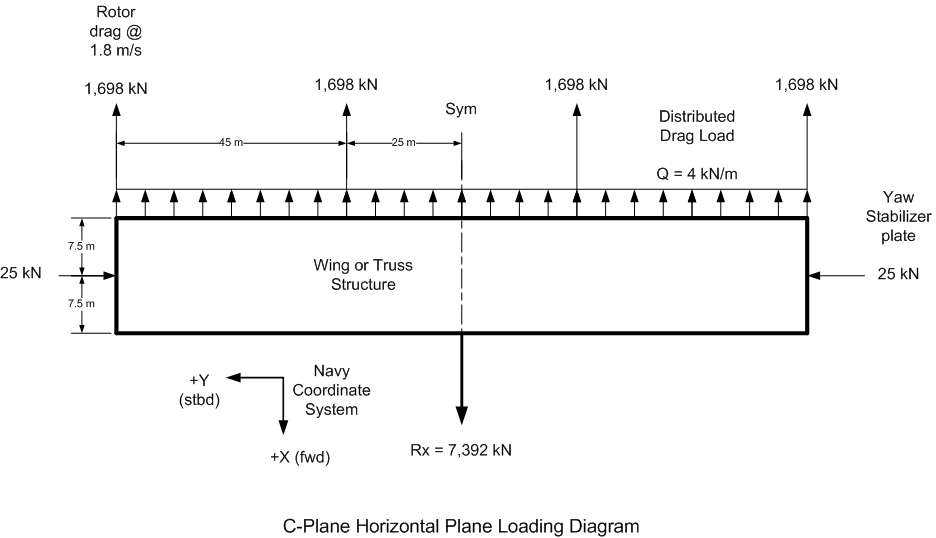 Rotor
drag @
1.8 m/s
1,698 kN
1,698 kN
1,698 kN
1,698 kN
Sym
Distributed
Drag Load
45 m
25 m
Q = 4 kN/m
Yaw
Stabilizer
plate
7.5 m
25 kN
Wing or Truss
Structure
25 kN
7.5 m
Navy
Coordinate
System
+Y
(stbd)
+X (fwd)
Rx = 7,392 kN
C-Plane Horizontal Plane Loading Diagram